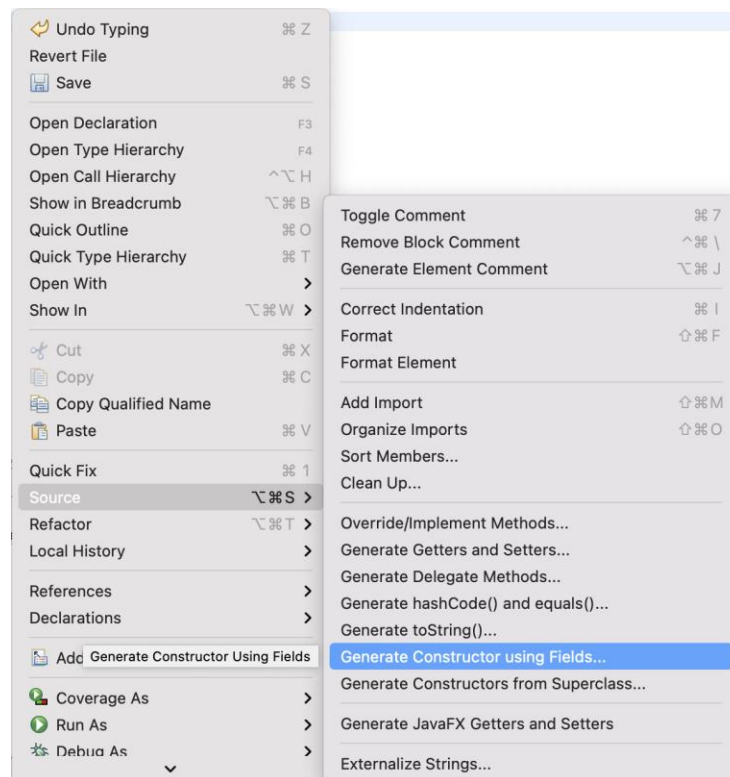 Undo Typing ⌘ Z
Revert File
Save ⌘ S
Open Declaration F3
Open Type Hierarchy F4
Open Call Hierarchy ^⌥ H
Show in Breadcrumb ⌥⌘ B
Quick Outline ⌘ O
Quick Type Hierarchy ⌘ T
Open With >
Show In ⌥⌘ W >
Cut ⌘ X
Copy ⌘ C
Copy Qualified Name
Paste ⌘ V
Quick Fix ⌘ 1
Source ⌥⌘ S >
Refactor ⌥⌘ T >
Local History >
References >
Declarations >
Add
Generate Constructor Using Fields
Coverage As >
Run As >
Debug As >
Toggle Comment ⌘ 7
Remove Block Comment ^⌘ \
Generate Element Comment ⌥⌘ J
Correct Indentation ⌘ I
Format ⇧⌘ F
Format Element
Add Import ⇧⌘ M
Organize Imports ⇧⌘ O
Sort Members...
Clean Up...
Override/Implement Methods...
Generate Getters and Setters...
Generate Delegate Methods...
Generate hashCode() and equals()...
Generate toString()...
Generate Constructor using Fields...
Generate Constructors from Superclass...
Generate JavaFX Getters and Setters
Externalize Strings...